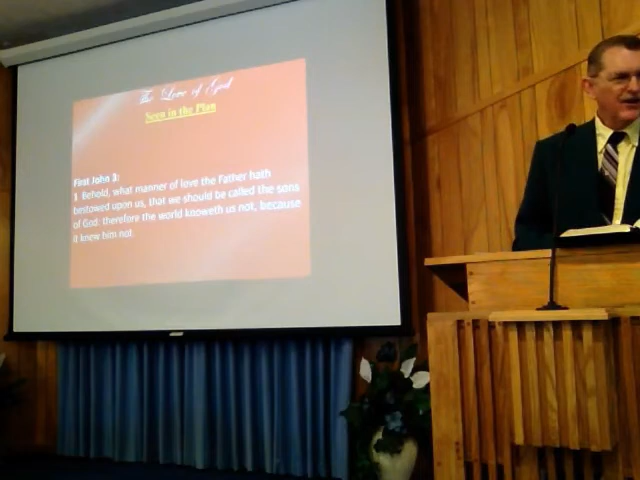 The Love of God
Seen in the Plan
First John 3:
1 Behold, what manner of love the Father hath
bestowed upon us, that we should be called the sons
of God: therefore the world knoweth us not, because
it knew him not.